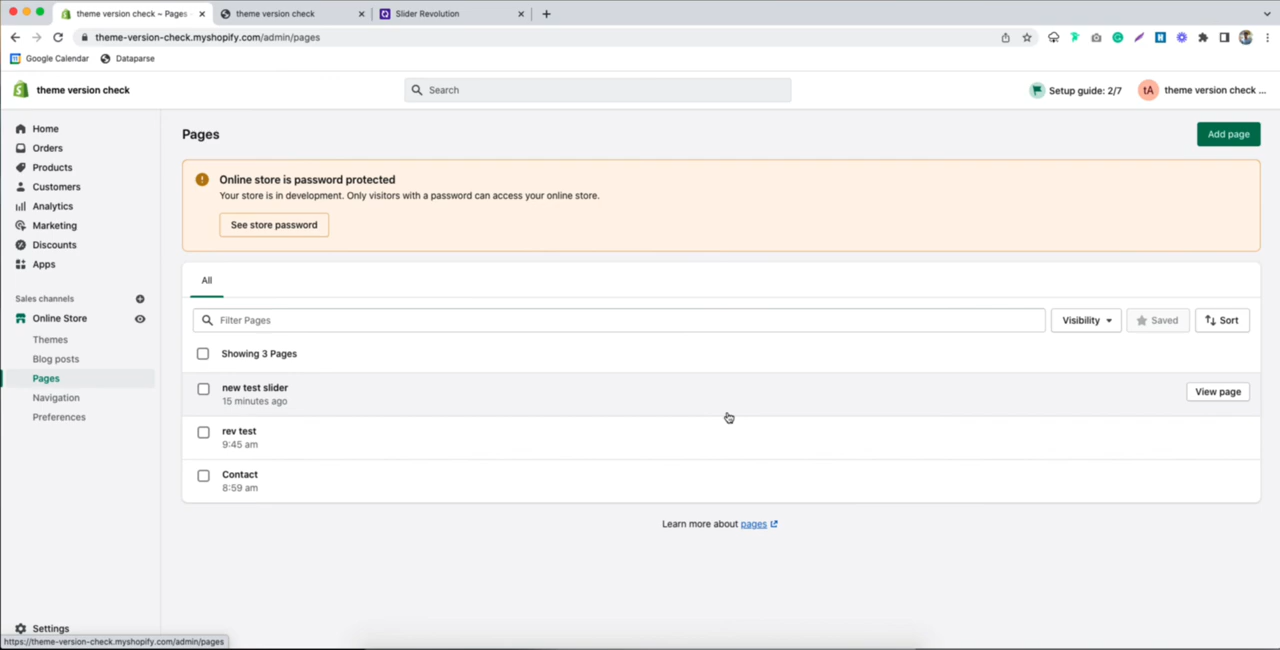 theme version check ~ Pages
theme version check
Slider Revolution
theme-version-check.myshopify.com/admin/pages
Google Calendar
Dataparse
theme version check
Search
Setup guide: 2/7
tA
theme version check ...
Home
Orders
Products
Customers
Analytics
Marketing
Discounts
Apps
Sales channels
Online Store
Themes
Blog posts
Pages
Navigation
Preferences
Settings
https://theme-version-check.myshopify.com/admin/pages
Pages
Add page
Online store is password protected
Your store is in development. Only visitors with a password can access your online store.
See store password
All
Filter Pages
Visibility
Saved
Sort
Showing 3 Pages
new test slider
15 minutes ago
View page
rev test
9:45 am
Contact
8:59 am
Learn more about pages